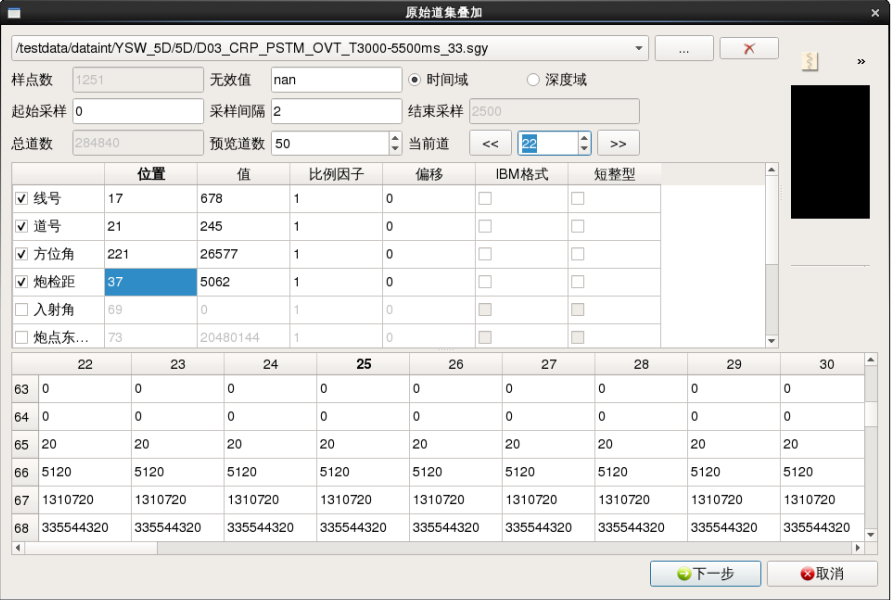 原始道集叠加
/testdata/dataint/YSW_5D/5D/D03_CRP_PSTM_OVT_T3000-5500ms_33.sgy ...
样点数 1251 无效值 nan 时间域 深度域 »
起始采样 0 采样间隔 2 结束采样 2500
总道数 284840 预览道数 50 当前道 << 22 >>
位置 值 比例因子 偏移 IBM格式 短整型
线号 17 678 1 0
道号 21 245 1 0
方位角 221 26577 1 0
炮检距 37 5062 1 0
入射角 69 0 1 0
炮点东... 73 20480144 1 0
22 23 24 25 26 27 28 29 30
63 0 0 0 0 0 0 0 0 0
64 0 0 0 0 0 0 0 0 0
65 20 20 20 20 20 20 20 20 20
66 5120 5120 5120 5120 5120 5120 5120 5120 5120
67 1310720 1310720 1310720 1310720 1310720 1310720 1310720 1310720 1310720
68 335544320 335544320 335544320 335544320 335544320 335544320 335544320 335544320 335544320
下一步 取消